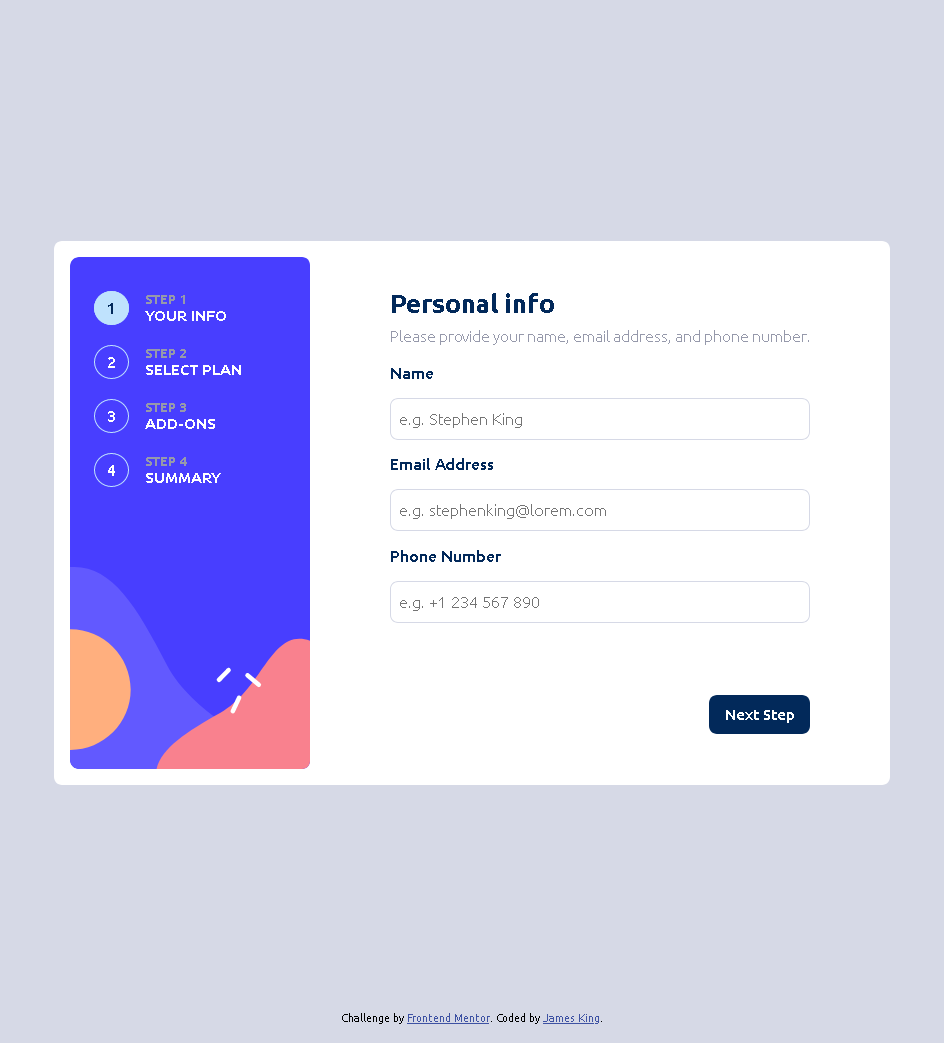 1
STEP 1
YOUR INFO
2
STEP 2
SELECT PLAN
3
STEP 3
ADD-ONS
4
STEP 4
SUMMARY
Personal info
Please provide your name, email address, and phone number.
Name
e.g. Stephen King
Email Address
e.g. stephenking@lorem.com
Phone Number
e.g. +1 234 567 890
Next Step
Challenge by Frontend Mentor. Coded by James King.